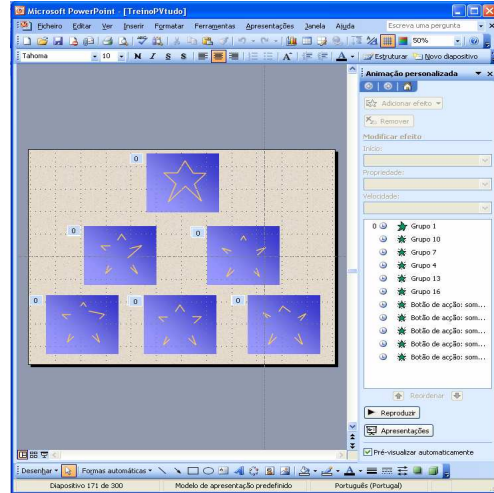 Microsoft PowerPoint - [TreinoPVtudo]
Ficheiro Editar Ver Inserir Formatar Ferramentas Apresentações Janela Ajuda Escreva uma pergunta
50%
Tahoma 10 N I S S A Estruturar Novo diapositivo
Animação personalizada
Adicionar efeito
Remover
Modificar efeito
Início:
Propriedade:
Velocidade:
0 Grupo 1
Grupo 10
Grupo 7
Grupo 4
Grupo 13
Grupo 16
Botão de acção: som...
Botão de acção: som...
Botão de acção: som...
Botão de acção: som...
0
0 0
0 0 0
Reordenar
Reproduzir
Apresentações
Pré-visualizar automaticamente
Desenhar Formas automáticas
Diapositivo 171 de 300 Modelo de apresentação predefinido Português (Portugal)